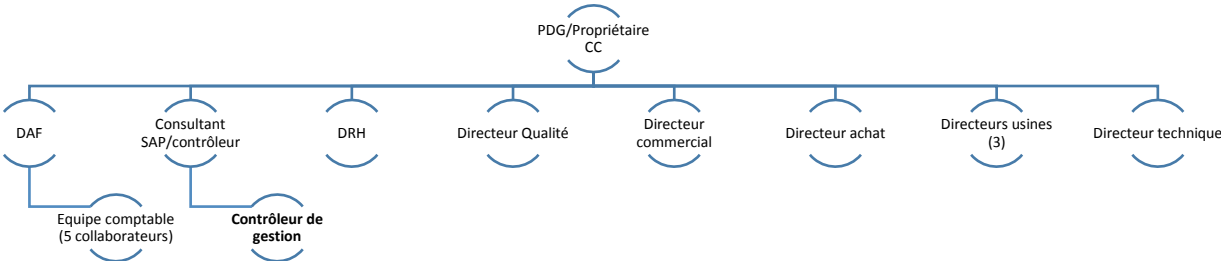 PDG/Propriétaire
CC
DAF
Consultant
SAP/contrôleur
DRH
Directeur Qualité
Directeur
commercial
Directeur achat
Directeurs usines
(3)
Directeur technique
Equipe comptable
(5 collaborateurs)
Contrôleur de
gestion